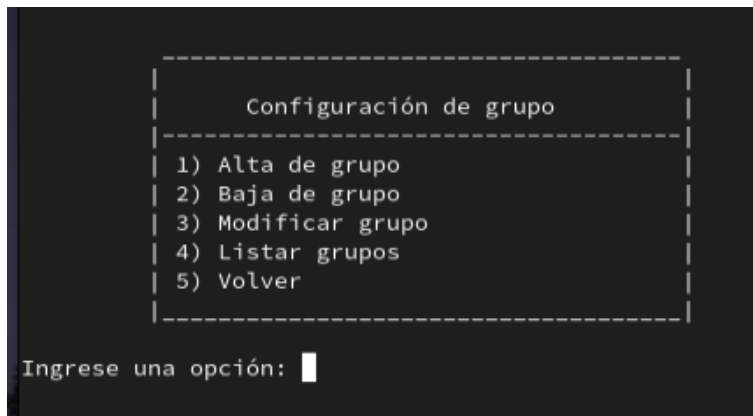 Configuración de grupo
1) Alta de grupo
2) Baja de grupo
3) Modificar grupo
4) Listar grupos
5) Volver
Ingrese una opción: